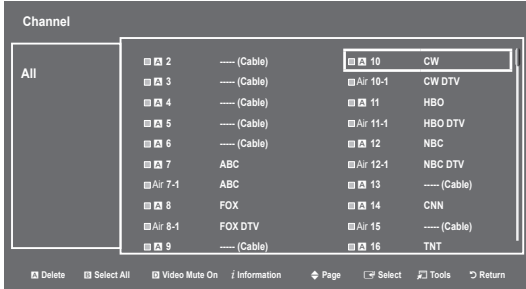 Channel
All
A 2 ----- (Cable)
A 3 ----- (Cable)
A 4 ----- (Cable)
A 5 ----- (Cable)
A 6 ----- (Cable)
A 7 ABC
Air 7-1 ABC
A 8 FOX
Air 8-1 FOX DTV
A 9 ----- (Cable)
A 10 CW
Air 10-1 CW DTV
A 11 HBO
Air 11-1 HBO DTV
A 12 NBC
Air 12-1 NBC DTV
A 13 ----- (Cable)
A 14 CNN
Air 15 ----- (Cable)
A 16 TNT
A Delete B Select All D Video Mute On i Information Page Select Tools Return